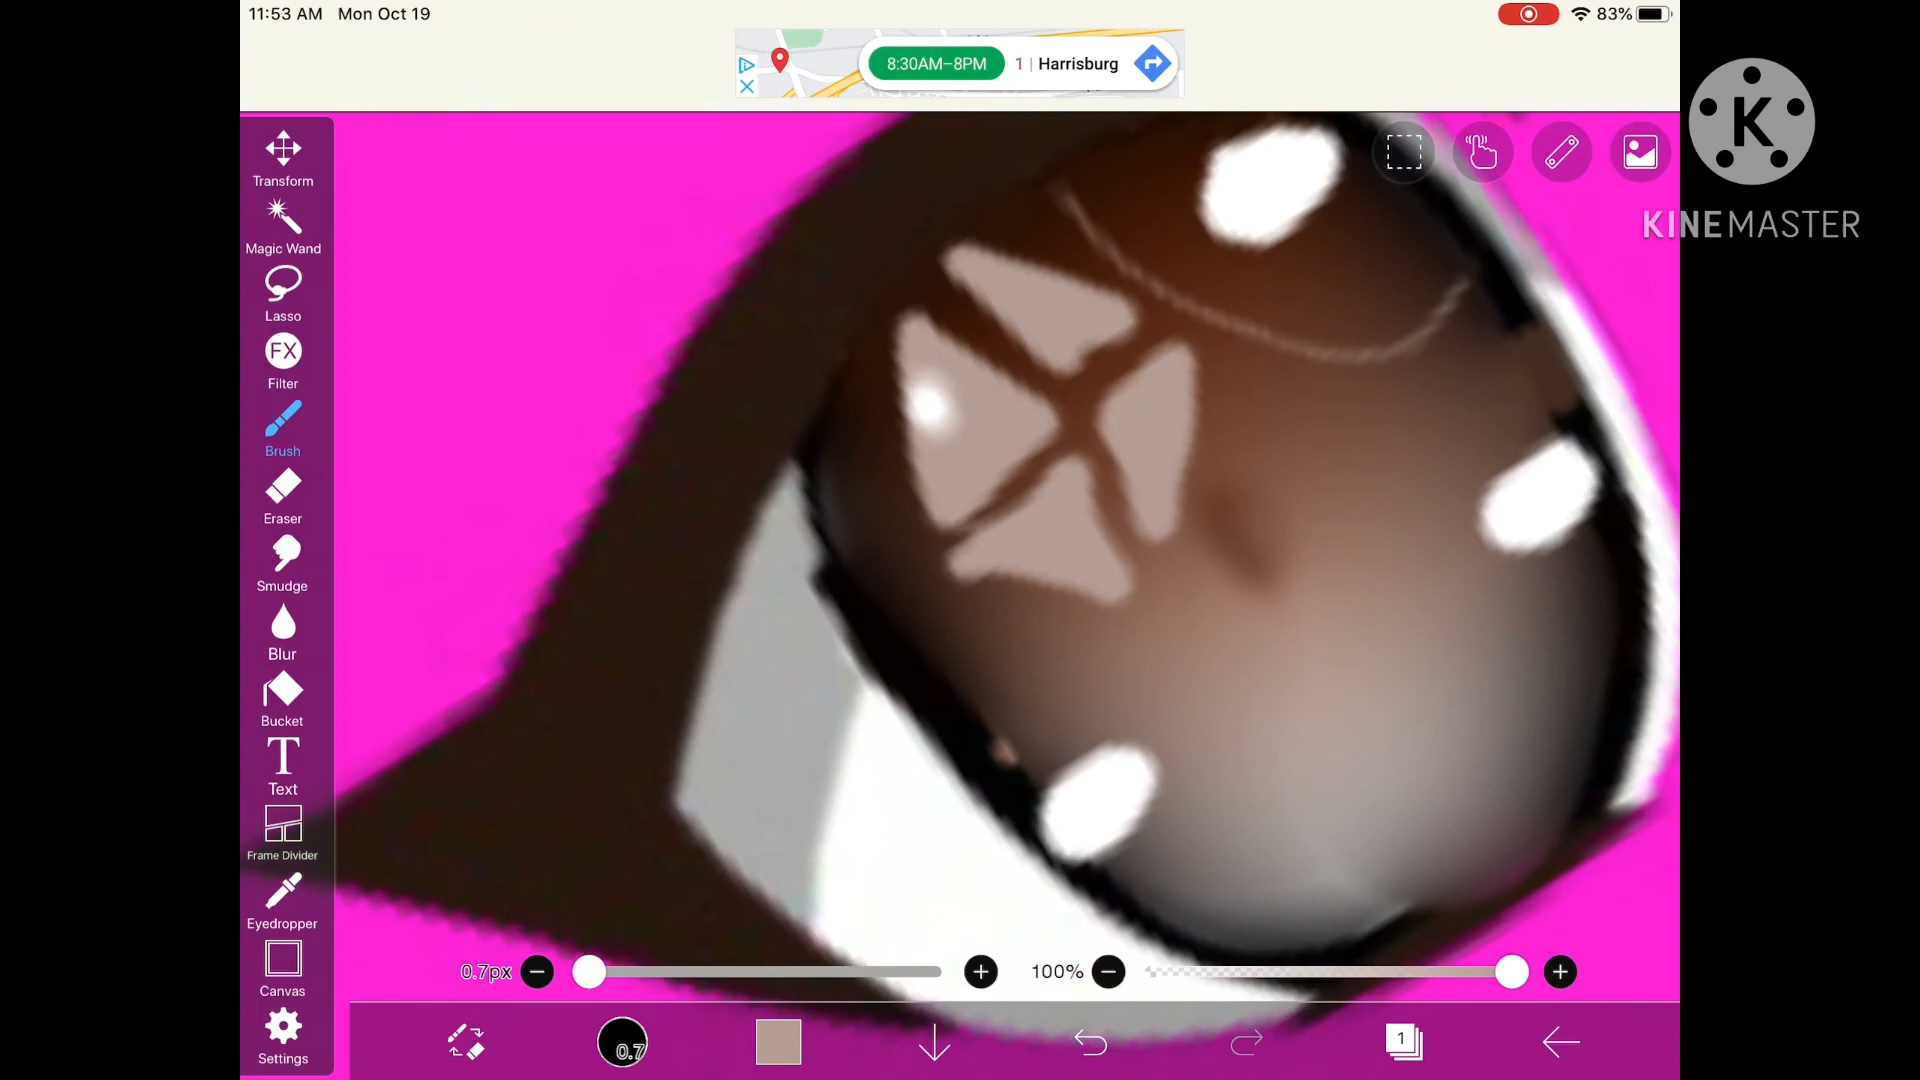 11:53 AM Mon Oct 19
83%
8:30AM–8PM 1 | Harrisburg
K
KINEMASTER
Transform
Magic Wand
Lasso
FX
Filter
Brush
Eraser
Smudge
Blur
Bucket
T
Text
Frame Divider
Eyedropper
Canvas
Settings
0.7px
100%
0.7
1